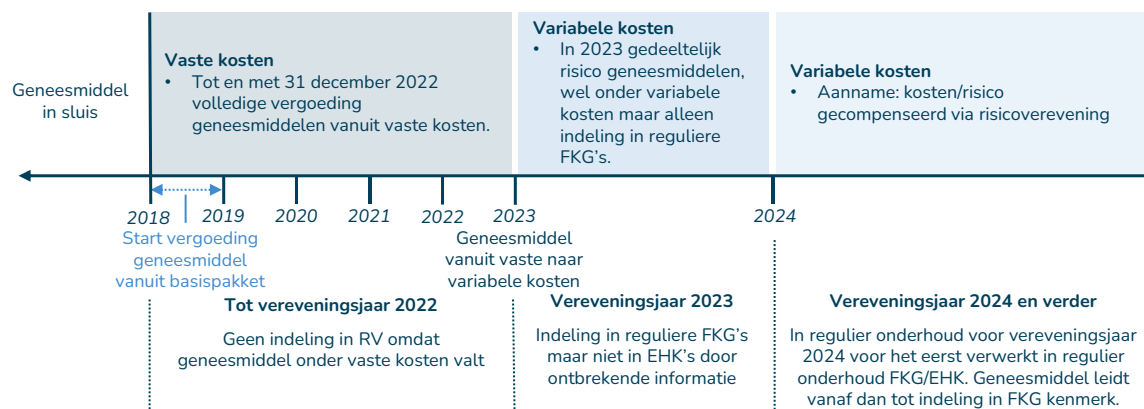 Geneesmiddel
in sluis
Vaste kosten
• Tot en met 31 december 2022
volledige vergoeding
geneesmiddelen vanuit vaste kosten.
Variabele kosten
• In 2023 gedeeltelijk
risico geneesmiddelen,
wel onder variabele
kosten maar alleen
indeling in reguliere
FKG's.
Variabele kosten
• Aanname: kosten/risico
gecompenseerd via risicoverevening
2018 2019 2020 2021 2022 2023 2024
Start vergoeding
geneesmiddel
vanuit basispakket
Geneesmiddel
vanuit vaste naar
variabele kosten
Tot vereveningsjaar 2022
Geen indeling in RV omdat
geneesmiddel onder vaste kosten valt
Vereveningsjaar 2023
Indeling in reguliere FKG's
maar niet in EHK's door
ontbrekende informatie
Vereveningsjaar 2024 en verder
In regulier onderhoud voor vereveningsjaar
2024 voor het eerst verwerkt in regulier
onderhoud FKG/EHK. Geneesmiddel leidt
vanaf dan tot indeling in FKG kenmerk.